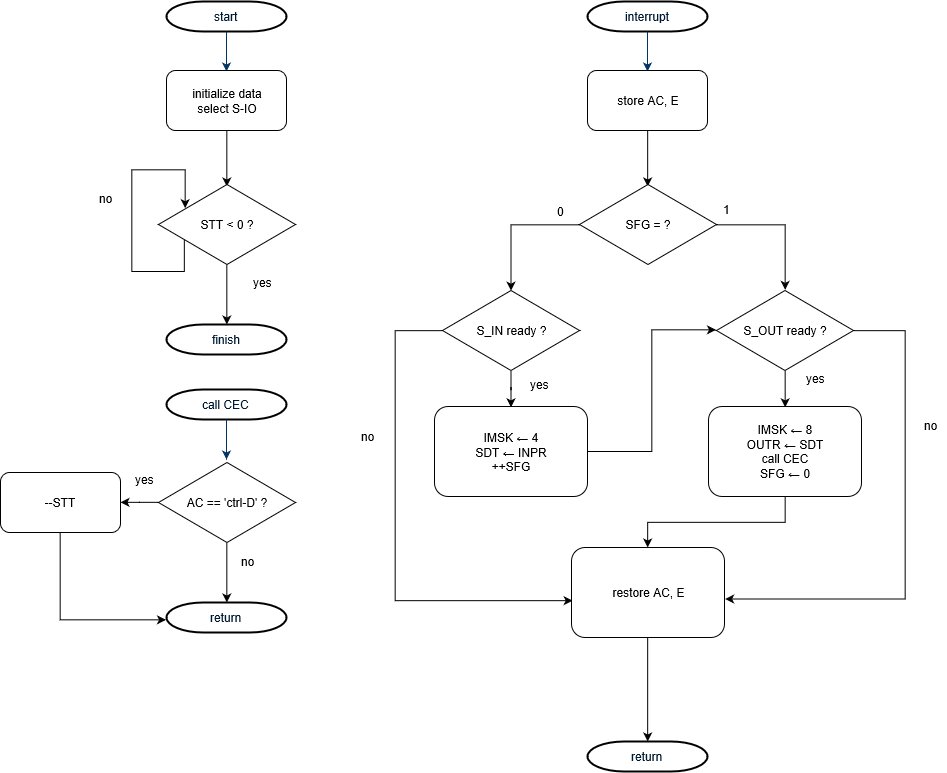 start
initialize data
select S-IO
no
STT < 0 ?
yes
finish
call CEC
yes
AC == 'ctrl-D' ?
--STT
no
return
interrupt
store AC, E
0
SFG = ?
1
S_IN ready ?
S_OUT ready ?
yes
yes
no
IMSK ← 4
SDT ← INPR
++SFG
IMSK ← 8
OUTR ← SDT
call CEC
SFG ← 0
no
restore AC, E
return